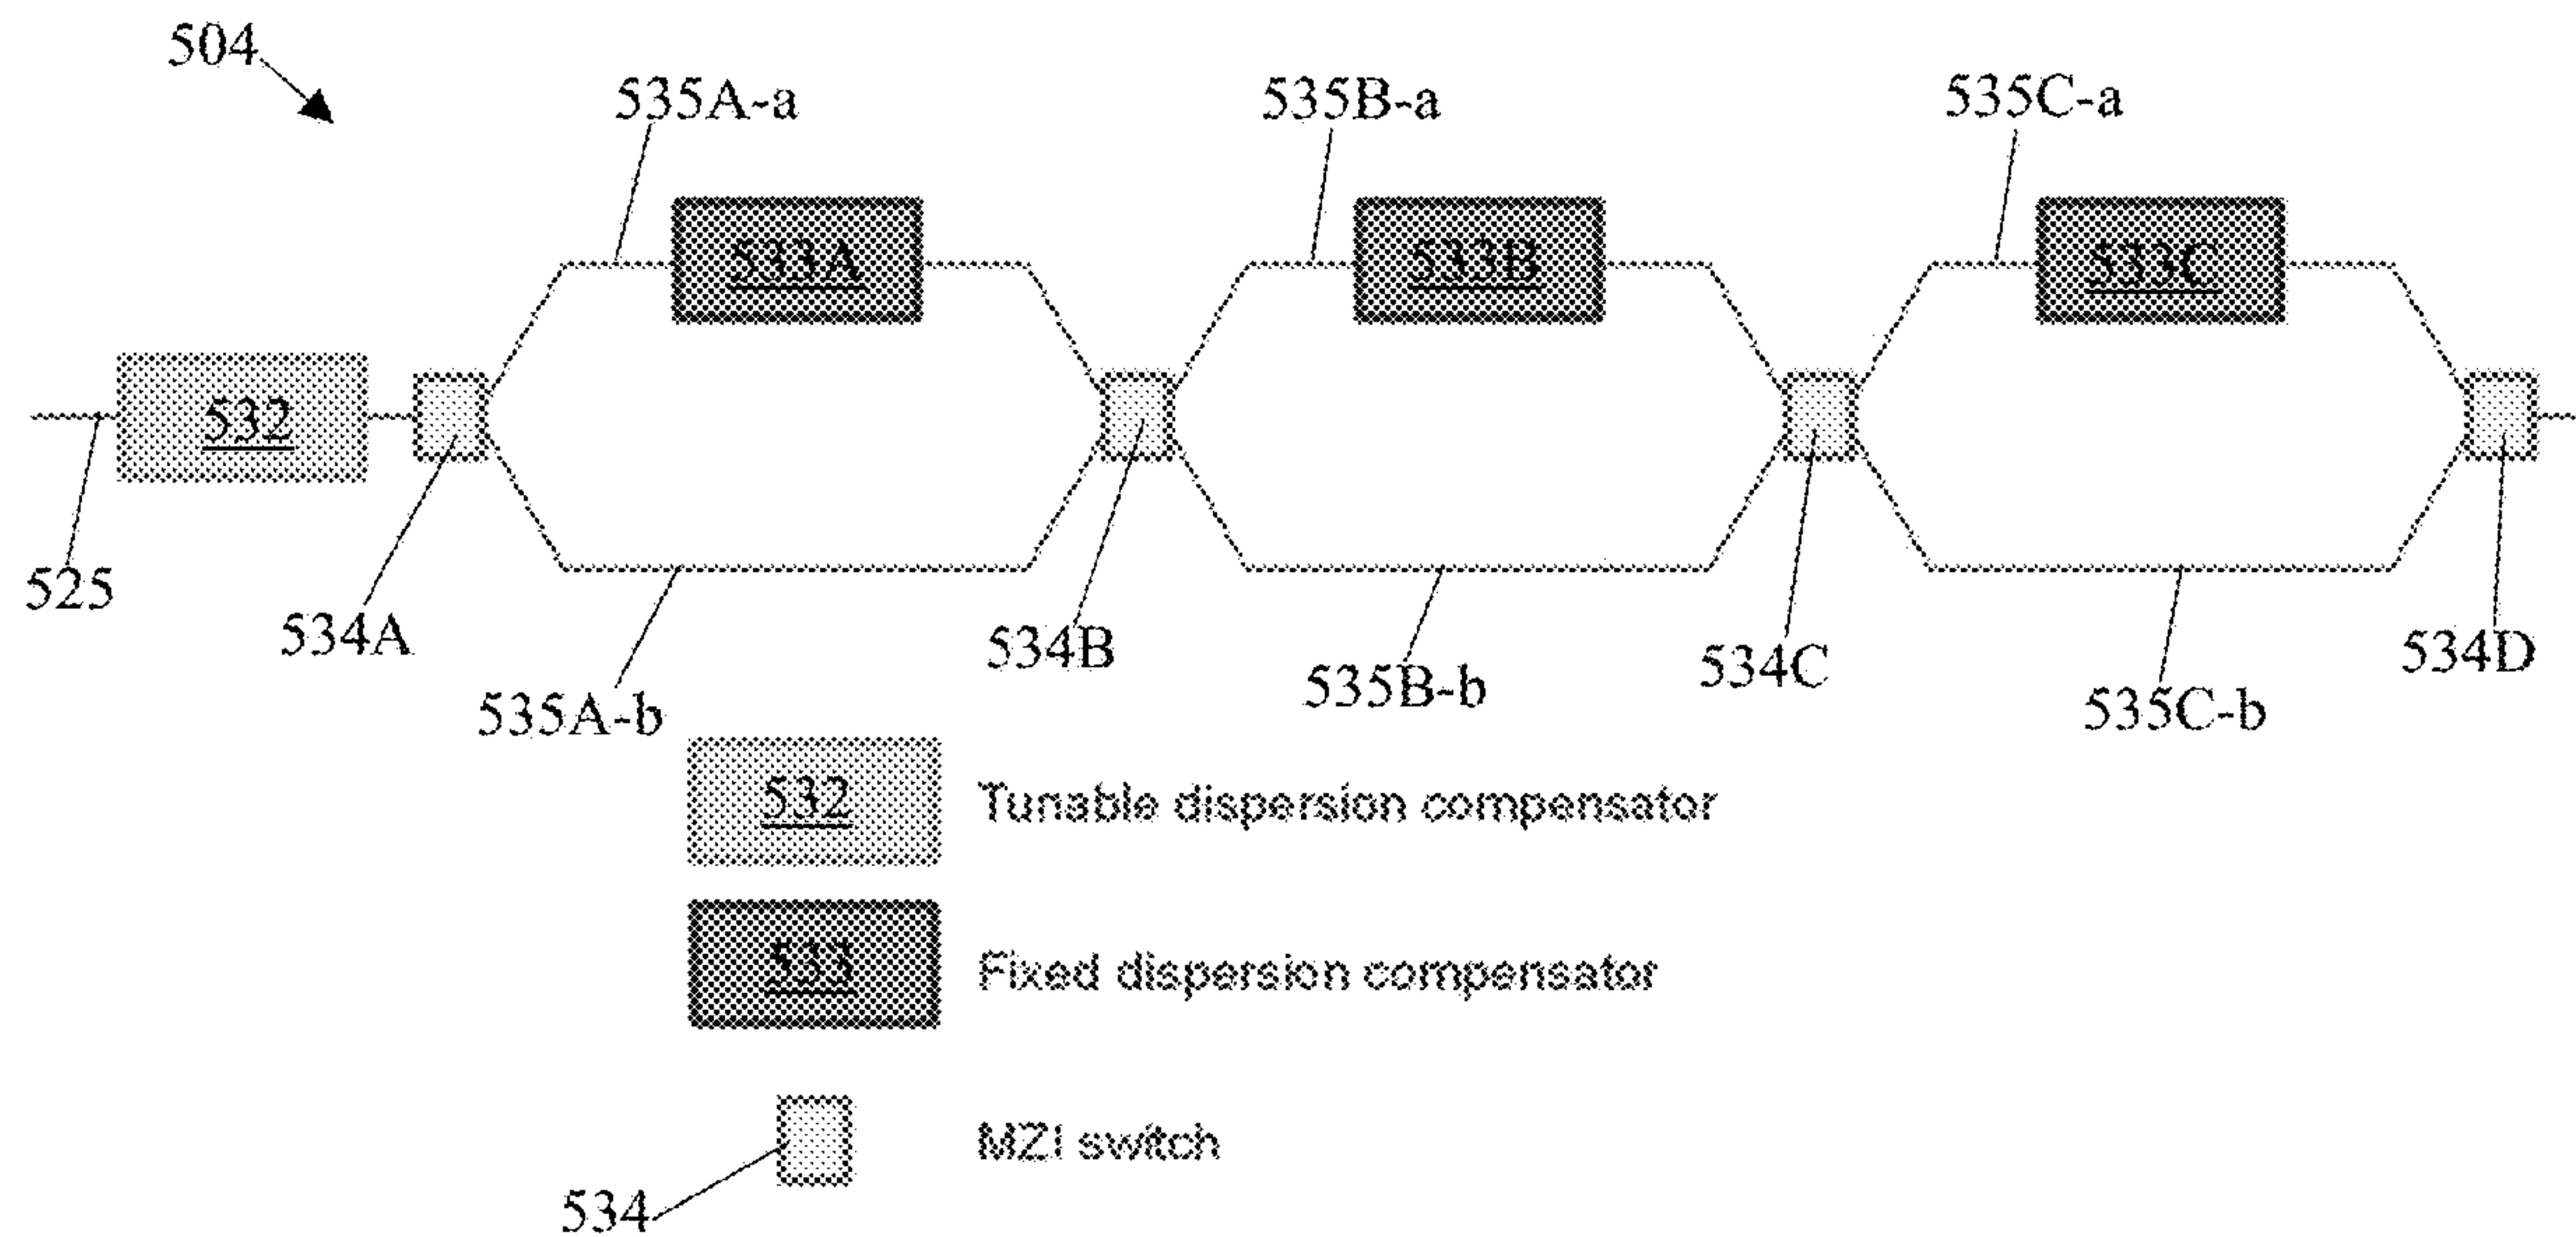 504
535A-a
535B-a
535C-a
533A
533B
533C
532
525
534A
534B
534C
534D
535A-b
535B-b
535C-b
532 Tunable dispersion compensator
533 Fixed dispersion compensator
MZI switch
534